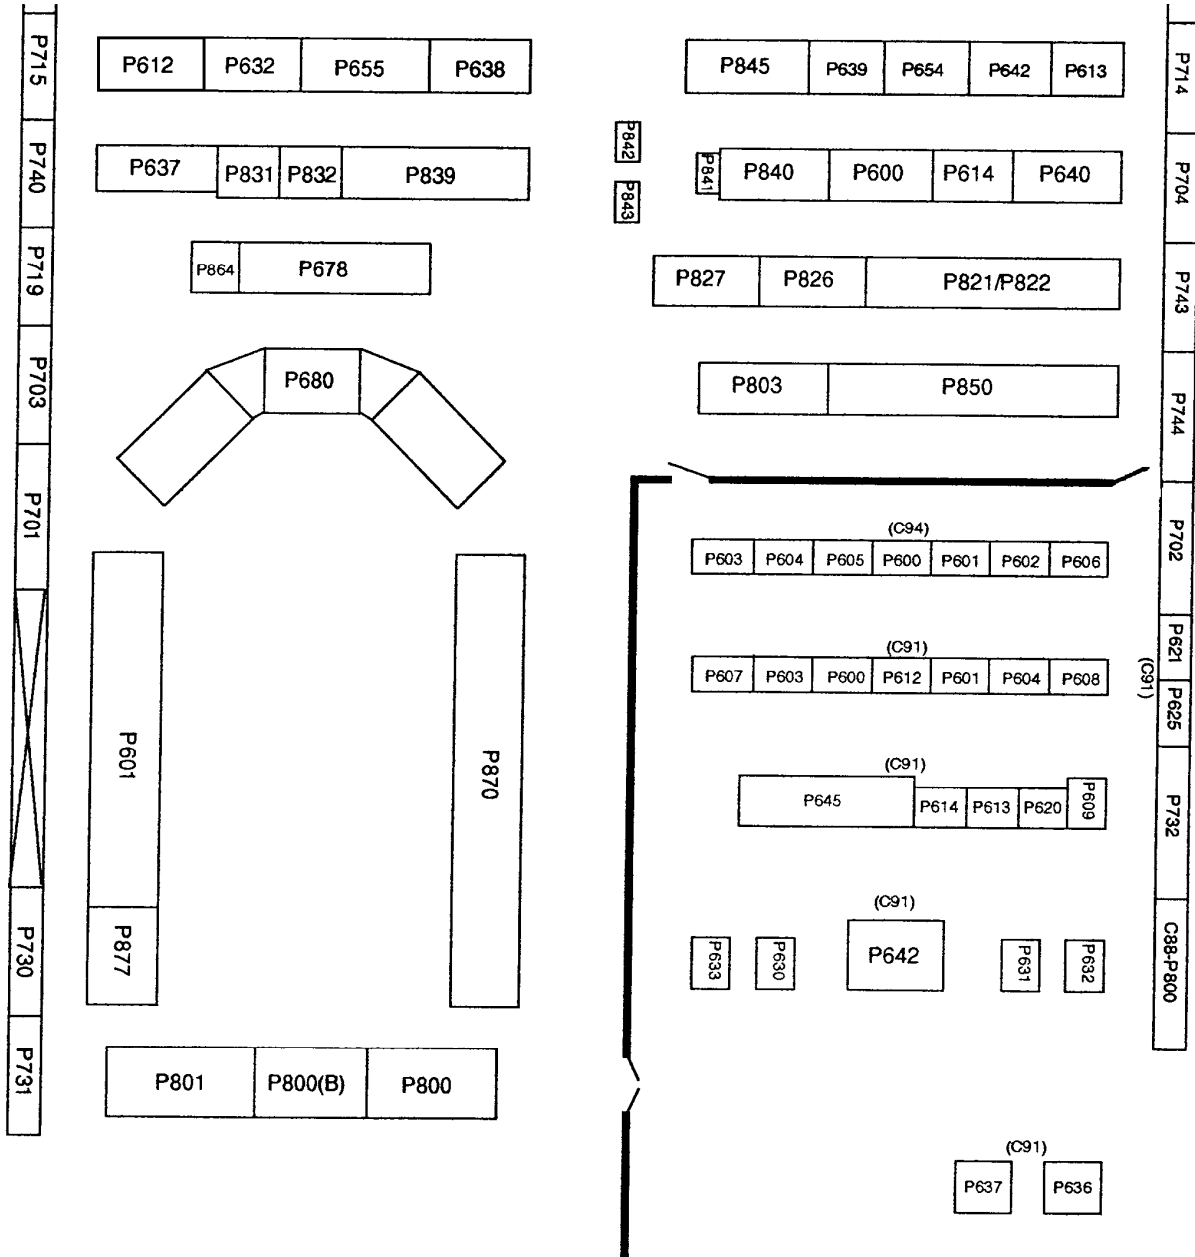 P715
P612 P632 P655 P638
P845 P639 P654 P642 P613
P714
P740
P637 P831 P832 P839
P842
P843
P841 P840 P600 P614 P640
P704
P719
P864 P678
P827 P826 P821/P822
P743
P703
P680
P803 P850
P744
P701
(C94)
P603 P604 P605 P600 P601 P602 P606
P702
(C91)
P607 P603 P600 P612 P601 P604 P608
P621
(C91)
P625
P601
P870
(C91)
P645 P614 P613 P620 P609
P732
P730
P877
(C91)
P633 P630 P642 P631 P632
C88-P800
P731
P801 P800(B) P800
(C91)
P637 P636